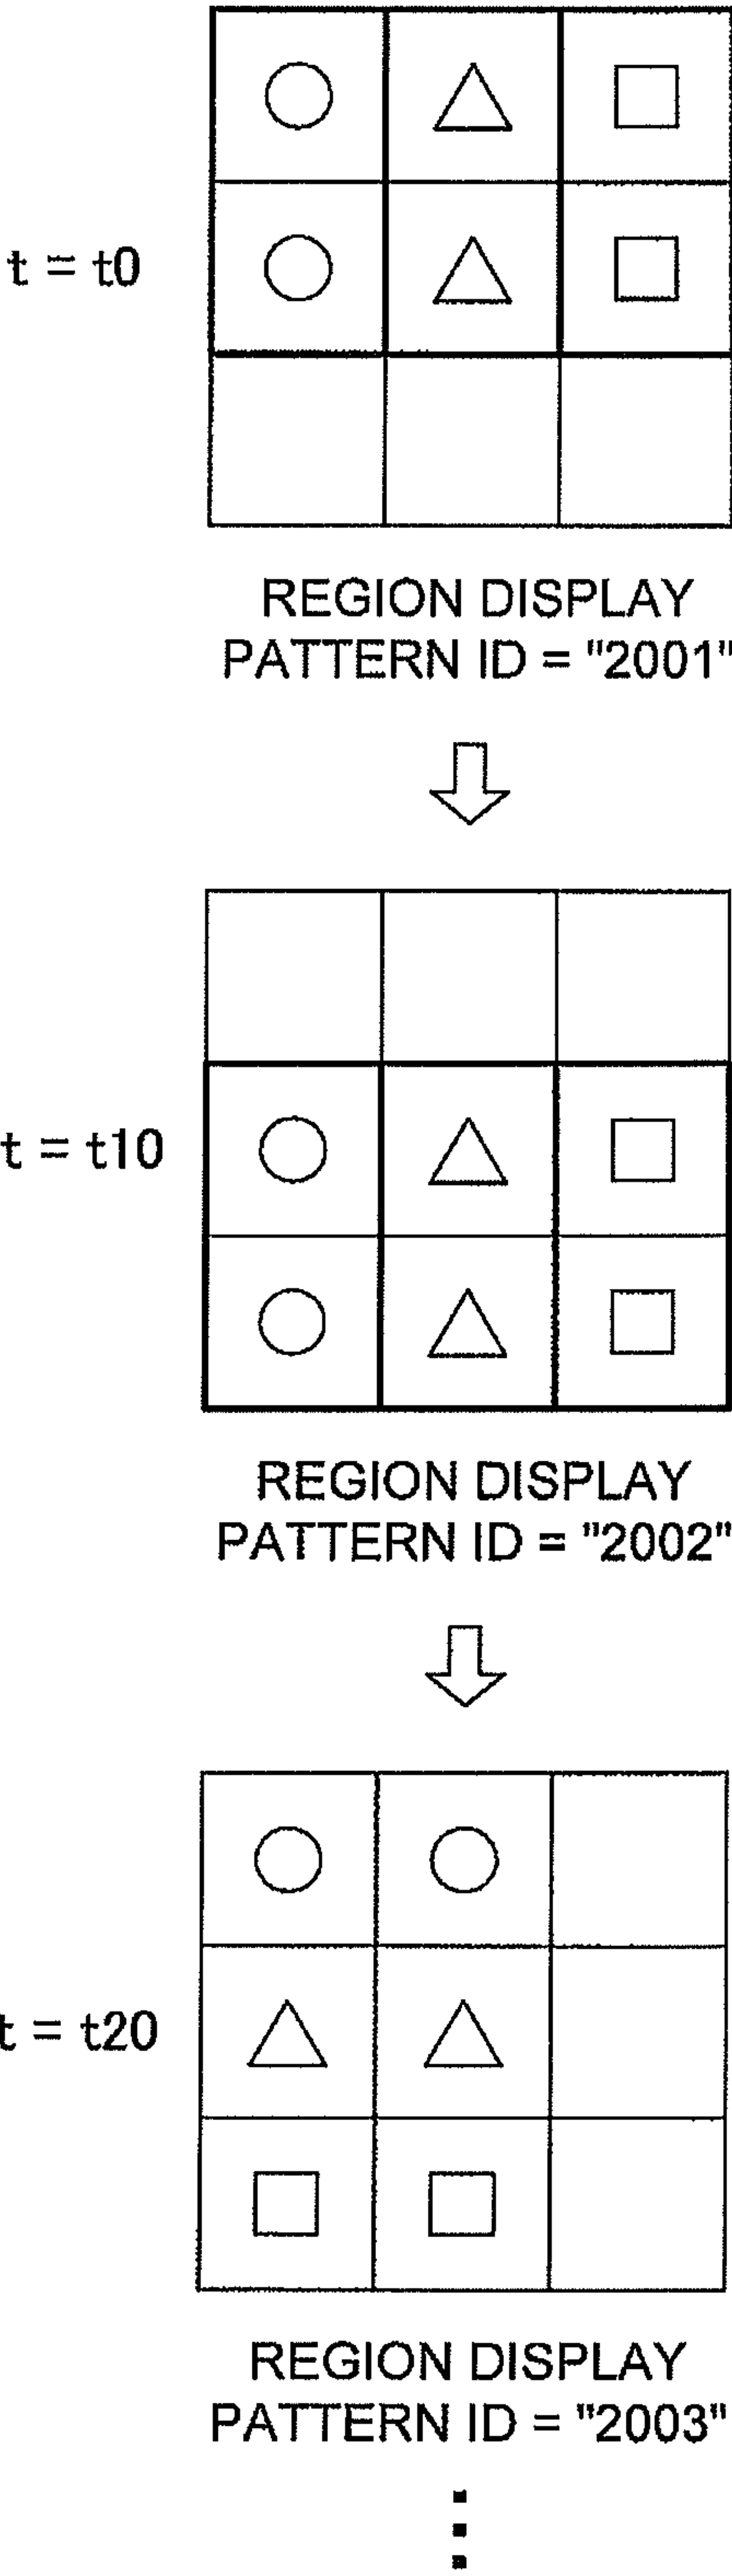 t = t0
REGION DISPLAY
PATTERN ID = "2001"
t = t10
REGION DISPLAY
PATTERN ID = "2002"
t = t20
REGION DISPLAY
PATTERN ID = "2003"